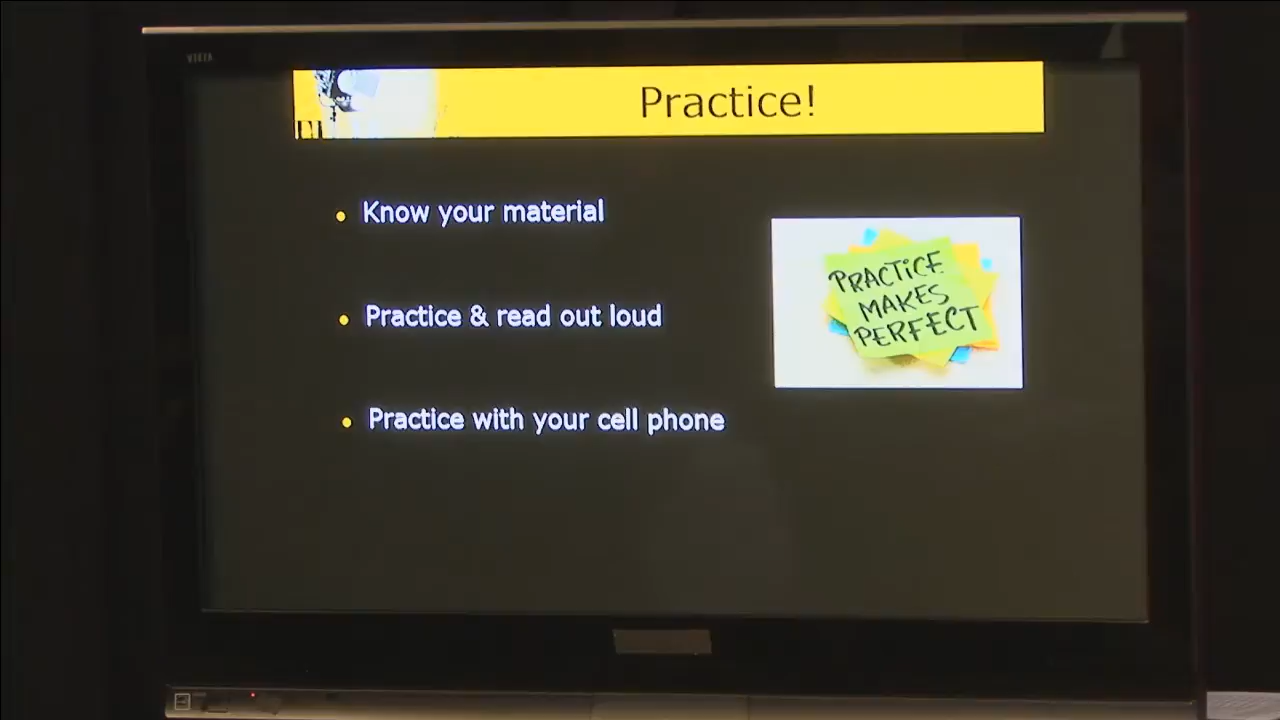 VIERA
Practice!
Know your material
Practice & read out loud
Practice with your cell phone
PRACTICE
MAKES
PERFECT